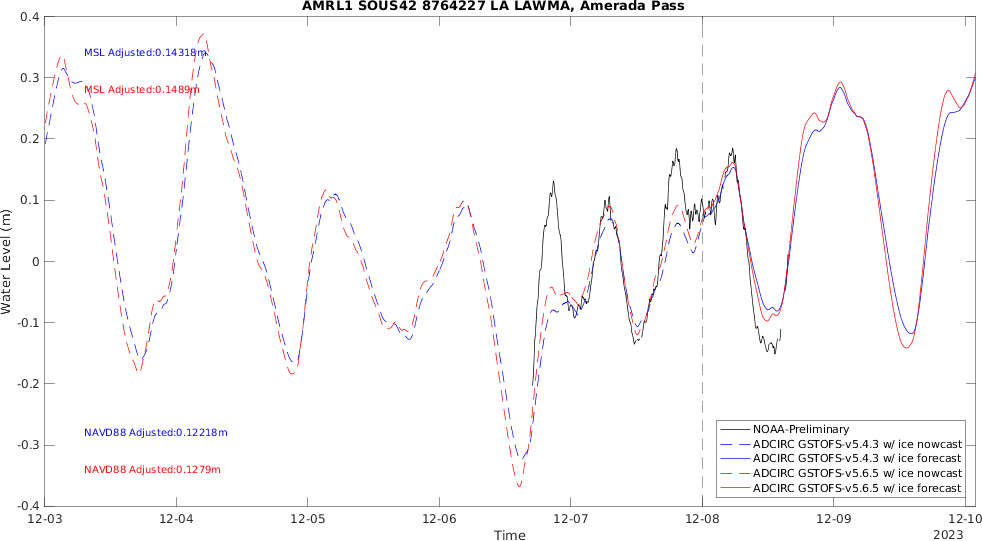 AMRL1 SOUS42 8764227 LA LAWMA, Amerada Pass
0.4
0.3
0.2
0.1
0
-0.1
-0.2
-0.3
-0.4
Water Level (m)
MSL Adjusted:0.14318m
MSL Adjusted:0.1489m
NAVD88 Adjusted:0.12218m
NAVD88 Adjusted:0.1279m
NOAA-Preliminary
ADCIRC GSTOFS-v5.4.3 w/ ice nowcast
ADCIRC GSTOFS-v5.4.3 w/ ice forecast
ADCIRC GSTOFS-v5.6.5 w/ ice nowcast
ADCIRC GSTOFS-v5.6.5 w/ ice forecast
12-03 12-04 12-05 12-06 12-07 12-08 12-09 12-10
Time
2023